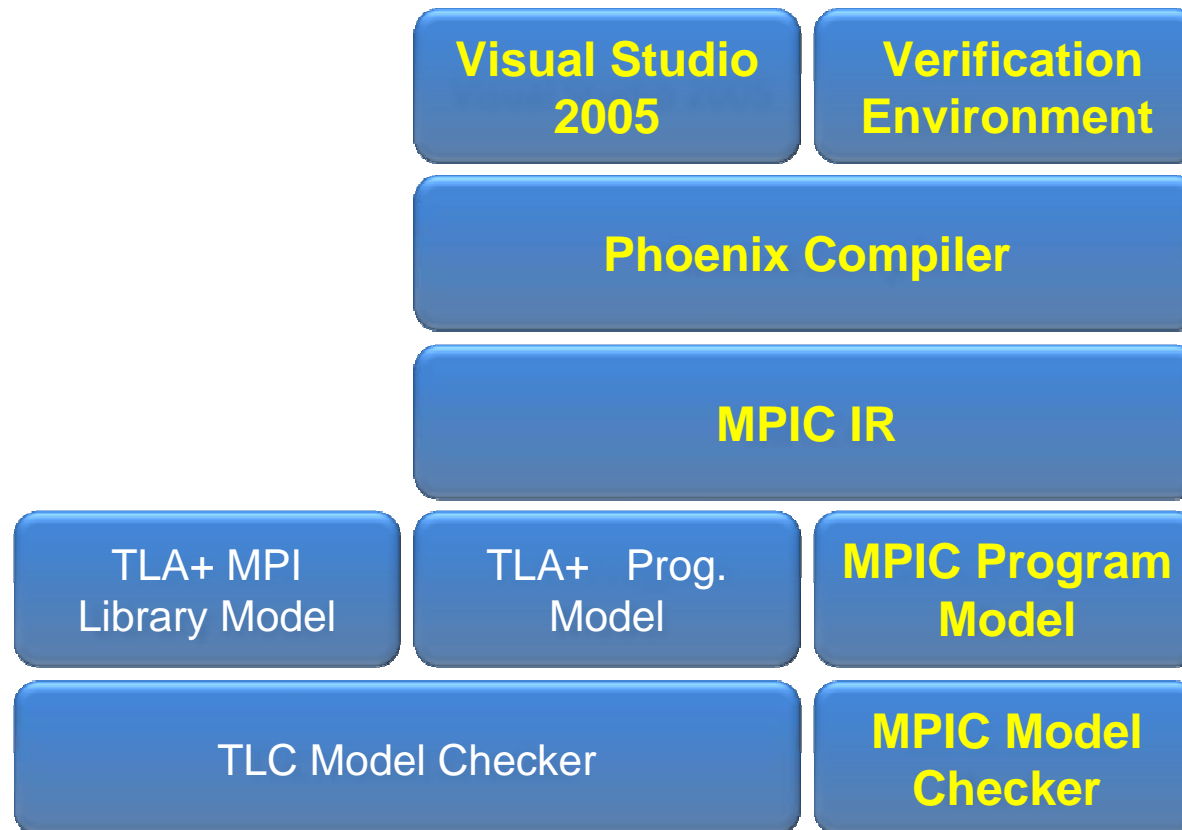 Visual Studio
2005
Verification
Environment
Phoenix Compiler
MPIC IR
TLA+ MPI
Library Model
TLA+ Prog.
Model
MPIC Program
Model
TLC Model Checker
MPIC Model
Checker